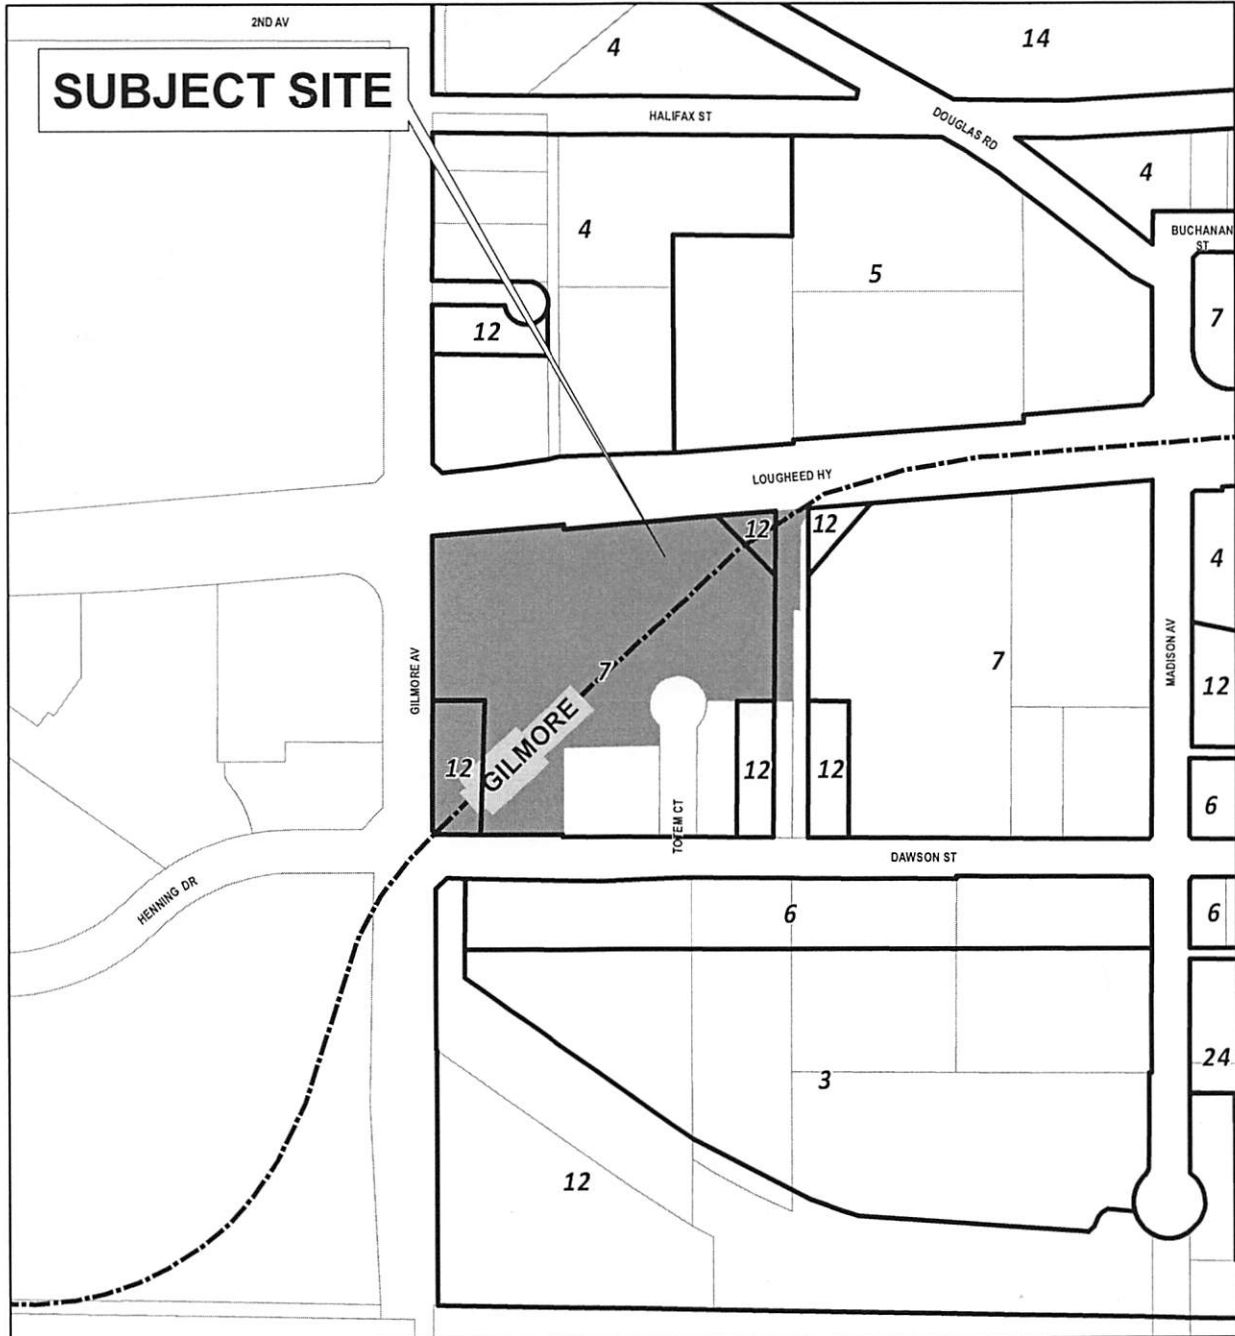 2ND AV
4
14
SUBJECT SITE
HALIFAX ST
DOUGLAS RD
4
4
BUCHANAN
ST
5
7
12
LOUGHEED HY
12
12
4
GILMORE AV
7
7
MADISON AV
12
GILMORE
12
12
12
6
TOTEM CT
DAWSON ST
HENNING DR
6
6
24
3
12